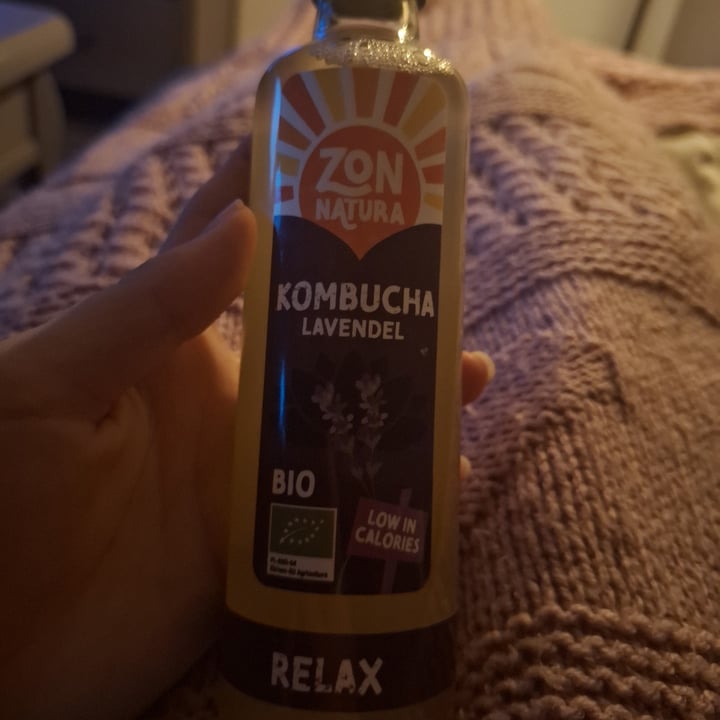 ZON
NATURA
KOMBUCHA
LAVENDEL
BIO
LOW IN
CALORIES
RELAX